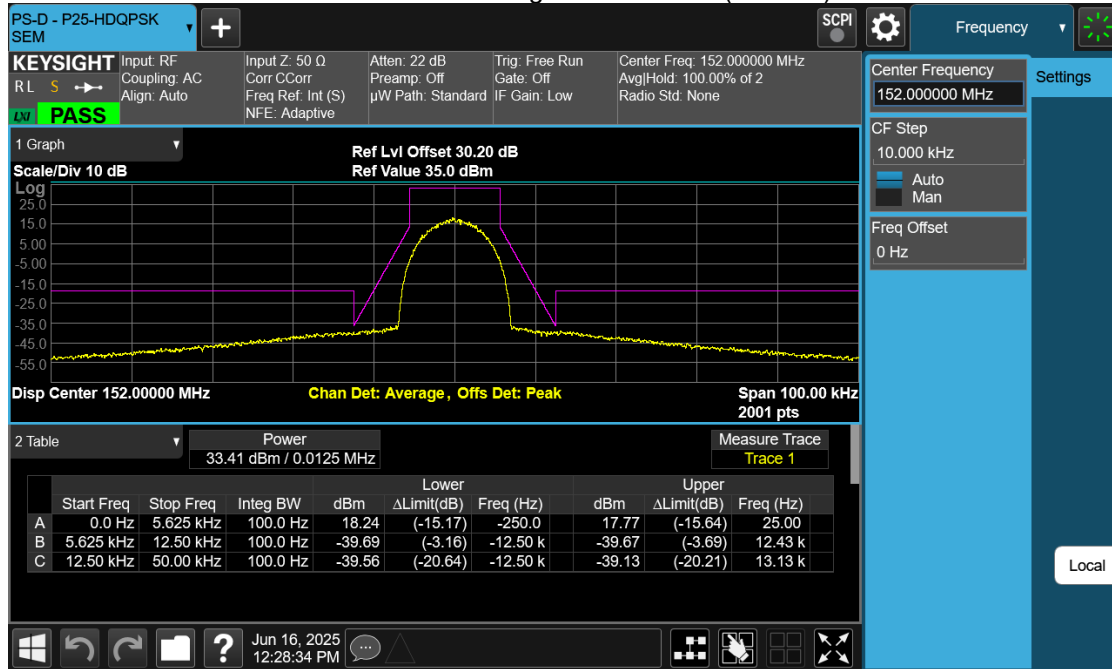 PS-D - P25-HDQPSK
SEM
SCPI
Frequency
KEYSIGHT
R L S
LXI PASS
Input: RF
Coupling: AC
Align: Auto
Input Z: 50 Ω
Corr CCorr
Freq Ref: Int (S)
NFE: Adaptive
Atten: 22 dB
Preamp: Off
µW Path: Standard
Trig: Free Run
Gate: Off
IF Gain: Low
Center Freq: 152.000000 MHz
Avg|Hold: 100.00% of 2
Radio Std: None
Center Frequency
152.000000 MHz
Settings
CF Step
10.000 kHz
Auto
Man
Freq Offset
0 Hz
1 Graph
Scale/Div 10 dB
Ref Lvl Offset 30.20 dB
Ref Value 35.0 dBm
Log
25.0
15.0
5.00
-5.00
-15.0
-25.0
-35.0
-45.0
-55.0
Disp Center 152.00000 MHz
Chan Det: Average, Offs Det: Peak
Span 100.00 kHz
2001 pts
2 Table
Power
33.41 dBm / 0.0125 MHz
Measure Trace
Trace 1
Lower Upper
Start Freq Stop Freq Integ BW dBm ΔLimit(dB) Freq (Hz) dBm ΔLimit(dB) Freq (Hz)
A 0.0 Hz 5.625 kHz 100.0 Hz 18.24 (-15.17) -250.0 17.77 (-15.64) 25.00
B 5.625 kHz 12.50 kHz 100.0 Hz -39.69 (-3.16) -12.50 k -39.67 (-3.69) 12.43 k
C 12.50 kHz 50.00 kHz 100.0 Hz -39.56 (-20.64) -12.50 k -39.13 (-20.21) 13.13 k
Local
?
Jun 16, 2025
12:28:34 PM